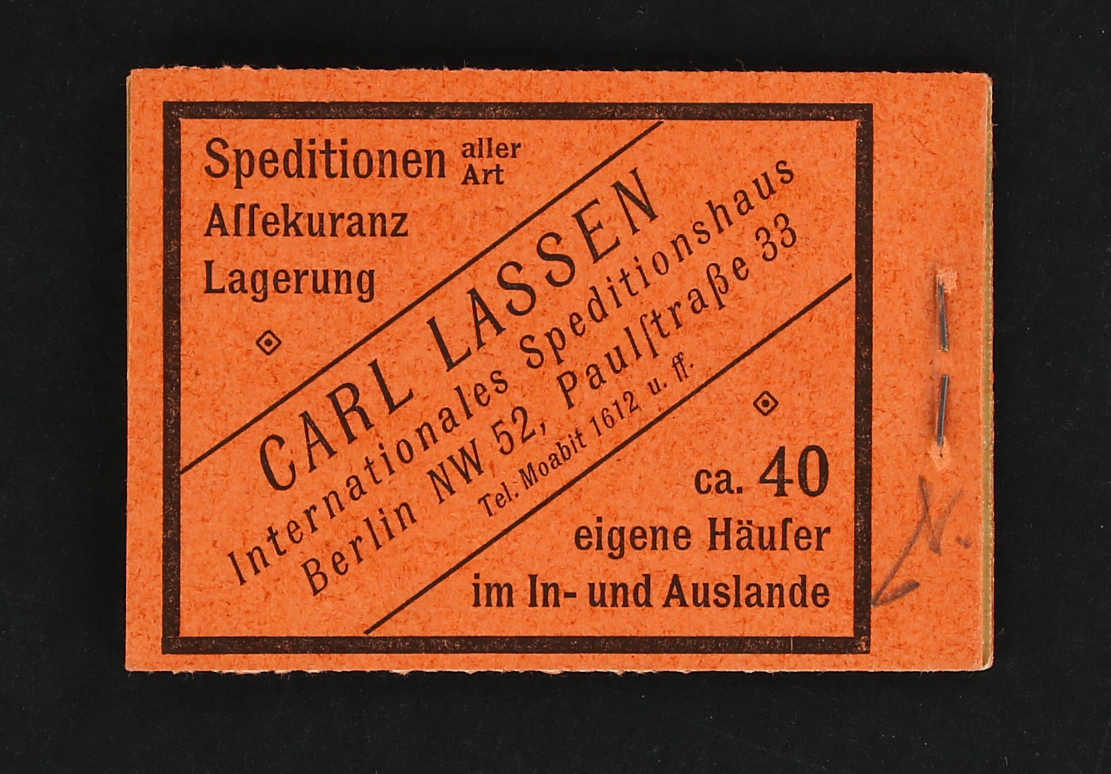 Speditionen aller Art
Aſſekuranz
Lagerung
CARL LASSEN
Internationales Speditionshaus
Berlin NW 52, Paulſtraße 33
Tel. Moabit 1612 u. ff.
ca. 40
eigene Häuſer
im In- und Auslande
N.